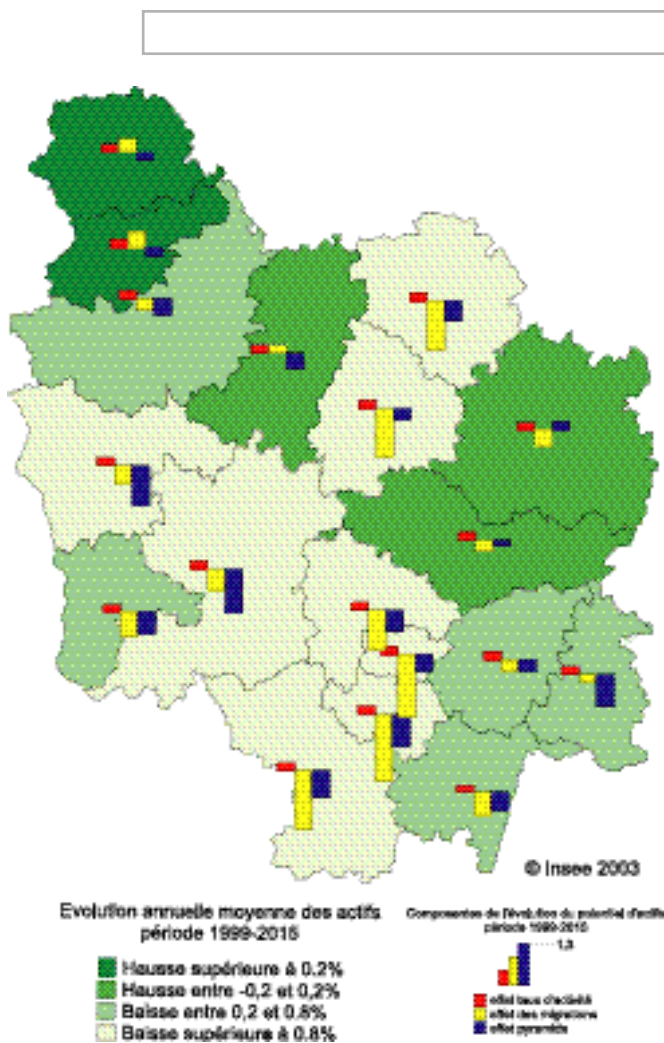 © Insee 2003
Evolution annuelle moyenne des actifs
période 1999-2015
Hausse supérieure à 0.2%
Hausse entre -0,2 et 0,2%
Baisse entre 0,2 et 0.8%
Baisse supérieure à 0.8%
Composantes de l'évolution du potentiel d'actifs
période 1999-2015
effet taux d'activité
effet des migrations
effet pyramide